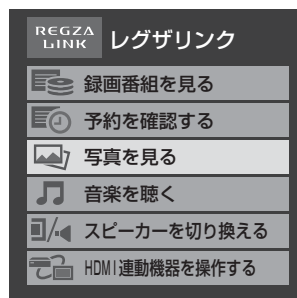 REGZA
LINK レグザリンク
録画番組を見る
予約を確認する
写真を見る
音楽を聴く
スピーカーを切り換える
HDMI連動機器を操作する